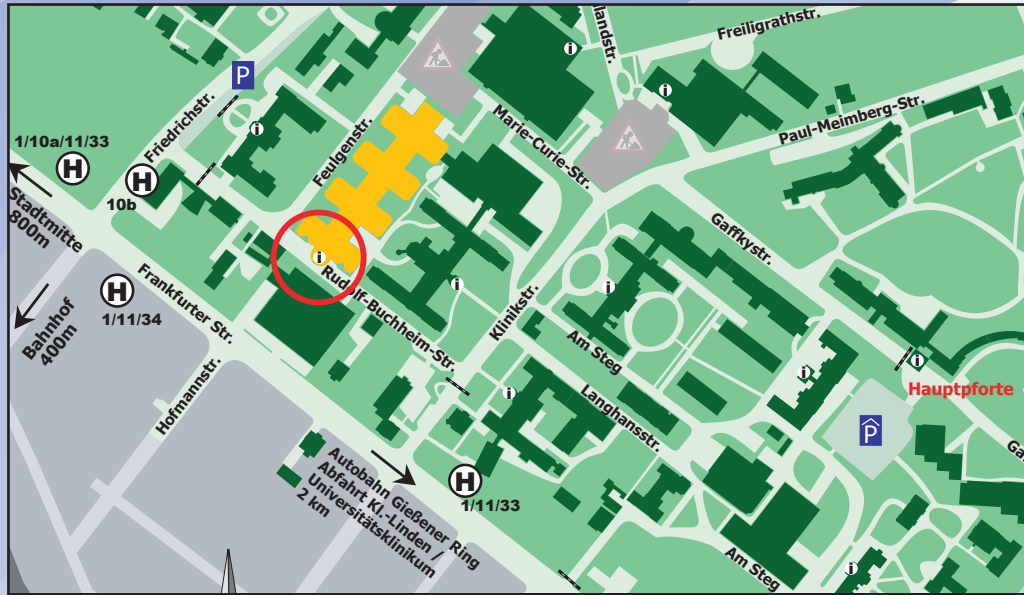 Freiligrathstr.
landstr.
P
Friedrichstr.
Feulgenstr.
Marie-Curie-Str.
Paul-Meimberg-Str.
i
i
i
1/10a/11/33
H
H
10b
Stadtmitte
800m
Gaffkystr.
i
Rudolf-Buchheim-Str.
i
i
H
1/11/34
Frankfurter Str.
Klinikstr.
Bahnhof
400m
Am Steg
Hofmannstr.
i
i
Hauptpforte
i
Langhansstr.
P
Ga
Autobahn Gießener Ring
Abfahrt Kl.-Linden /
Universitätsklinikum
2 km
H
1/11/33
Am Steg
i